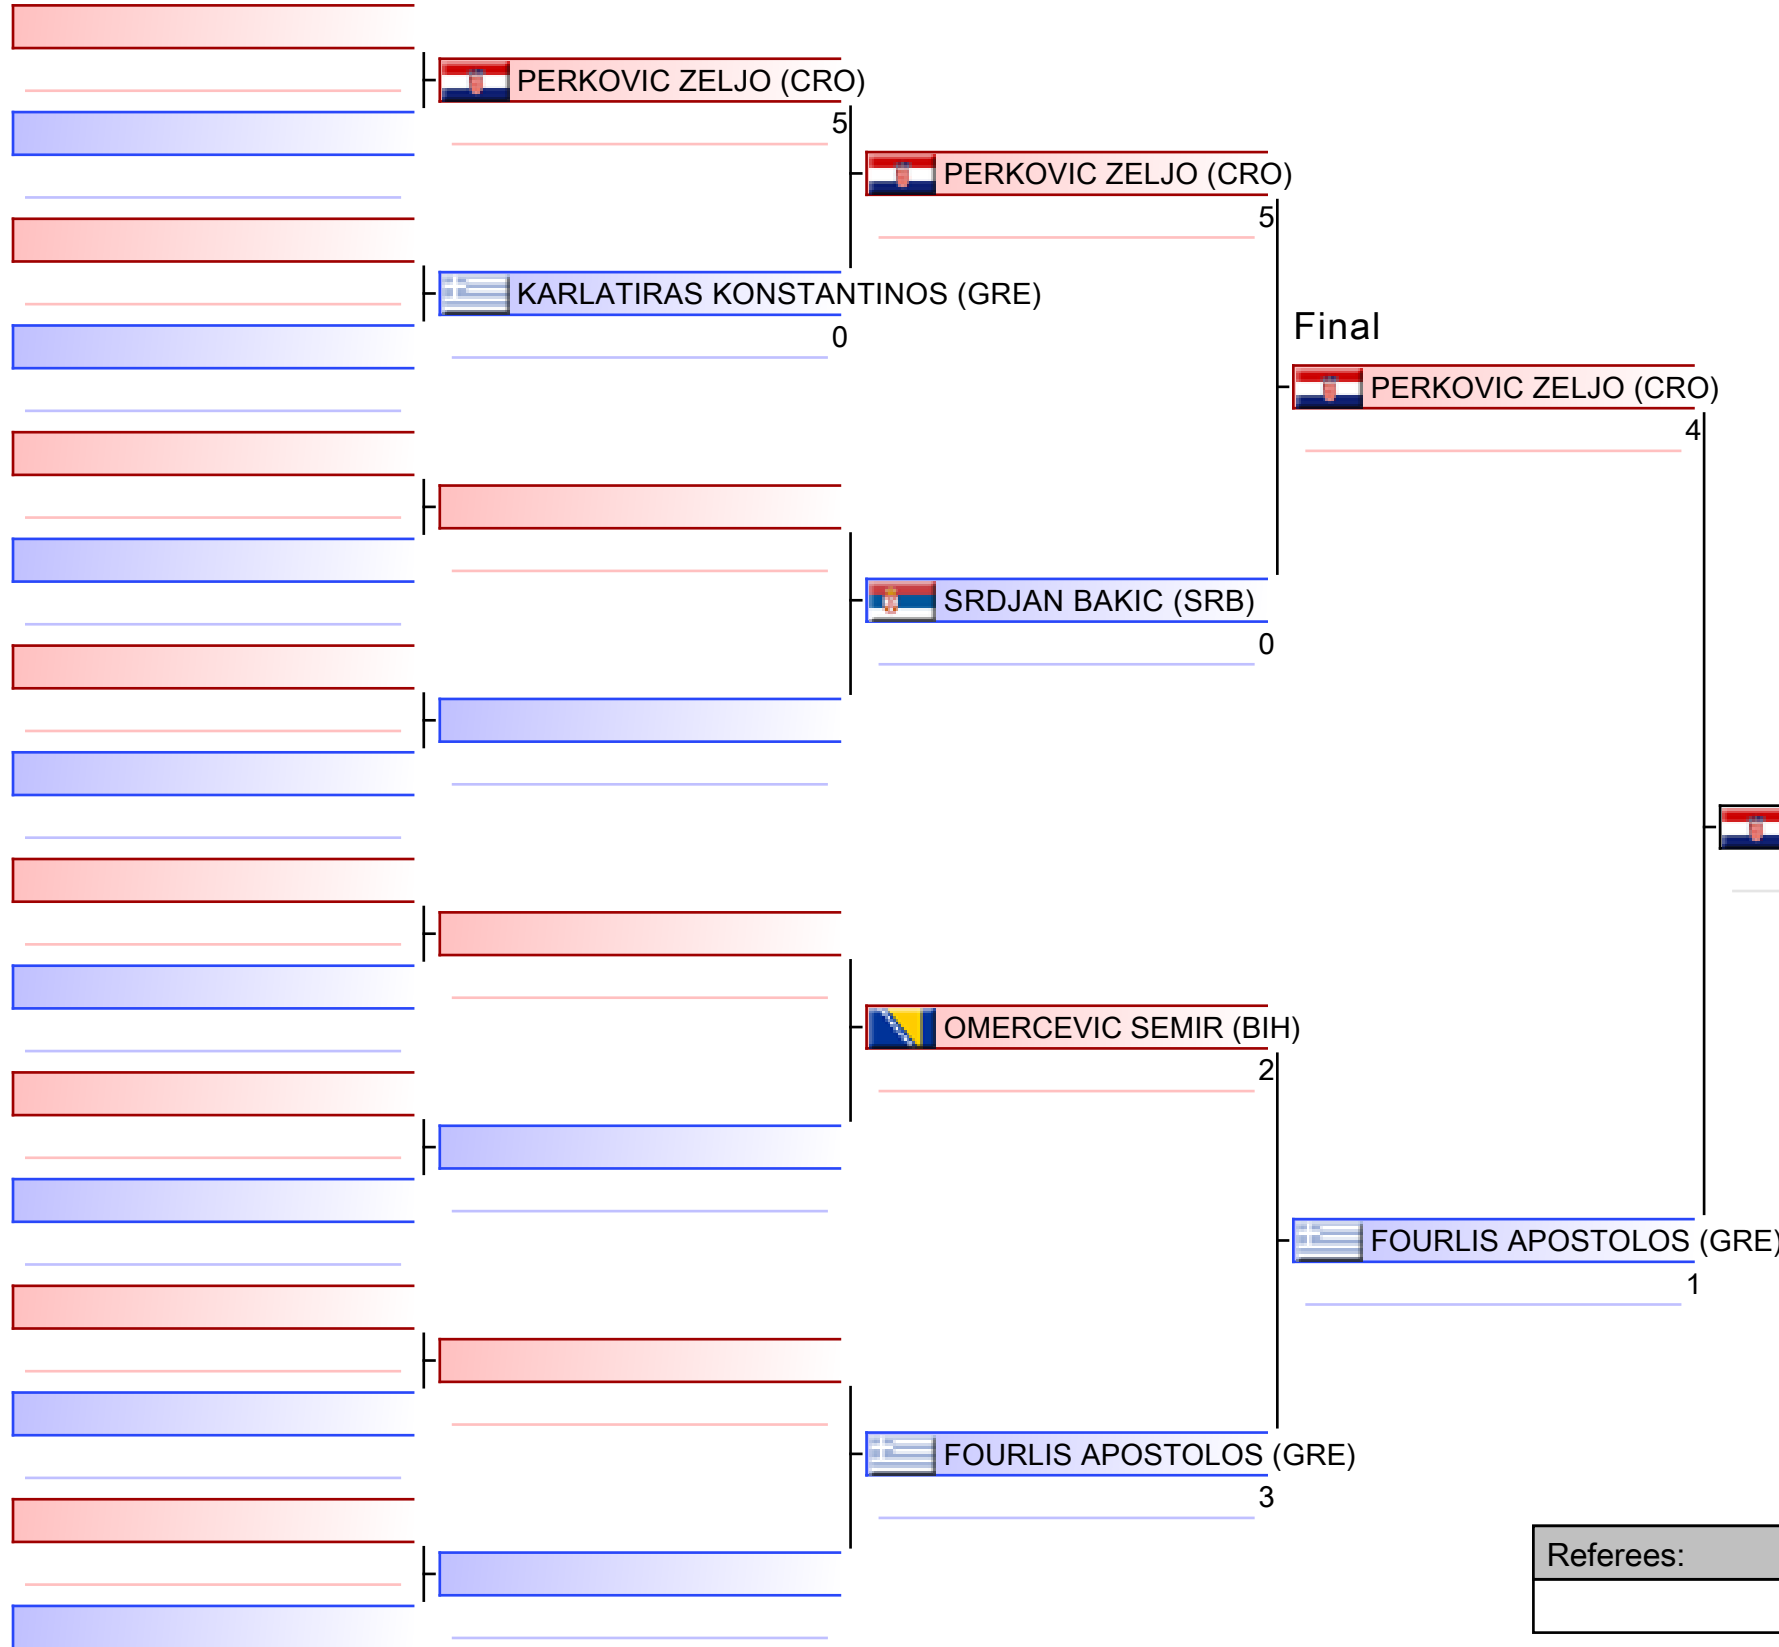 PERKOVIC ZELJO (CRO)
5
PERKOVIC ZELJO (CRO)
5
KARLATIRAS KONSTANTINOS (GRE)
0
Final
PERKOVIC ZELJO (CRO)
4
SRDJAN BAKIC (SRB)
0
OMERCEVIC SEMIR (BIH)
2
FOURLIS APOSTOLOS (GRE)
1
FOURLIS APOSTOLOS (GRE)
3
Referees: